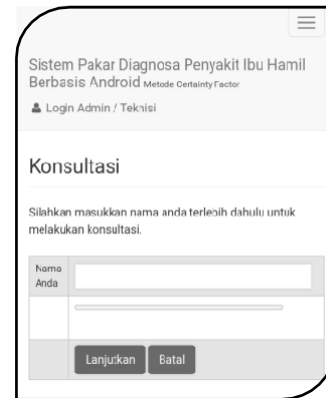 Sistem Pakar Diagnosa Penyakit Ibu Hamil
Berbasis Android Metode Certainty Factor
Login Admin / Teknisi
Konsultasi
Silahkan masukkan nama anda terlebih dahulu untuk
melakukan konsultasi.
Nama
Anda
Lanjutkan Batal